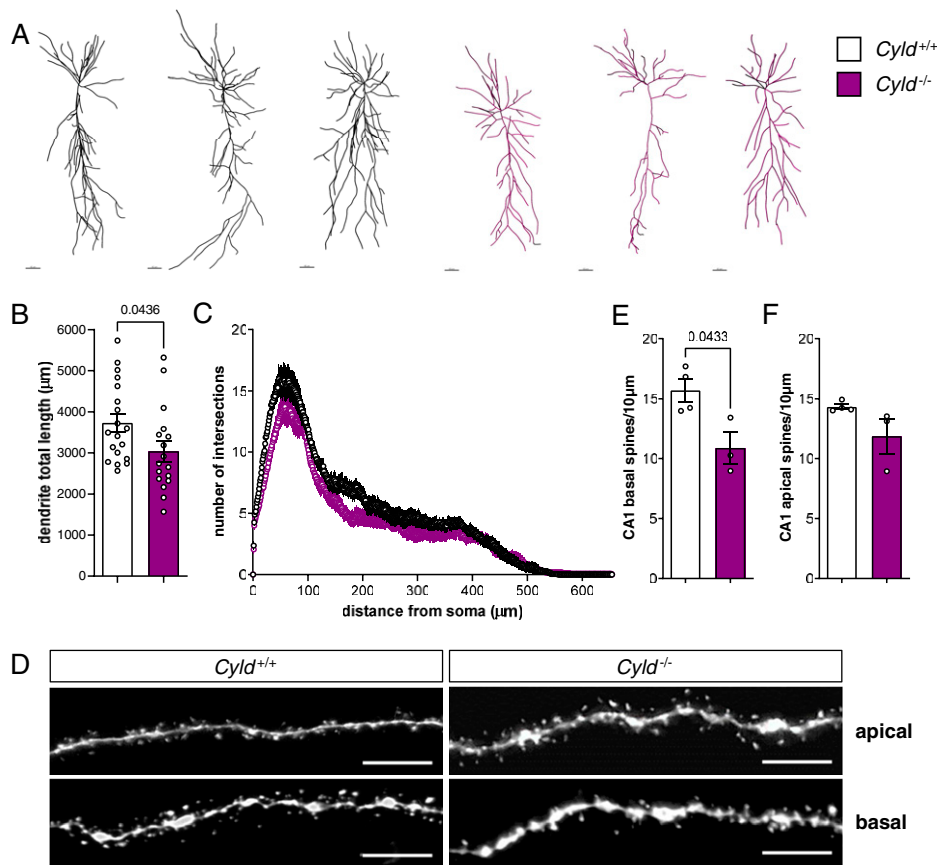 A
Cyld+/+
Cyld-/-
B
0.0436
6000
5000
4000
3000
2000
1000
0
dendrite total length (µm)
C
20
15
10
5
0
number of intersections
0 100 200 300 400 500 600
distance from soma (µm)
E
0.0433
20
15
10
5
0
CA1 basal spines/10µm
F
20
15
10
5
0
CA1 apical spines/10µm
D
Cyld+/+ Cyld-/-
apical
basal